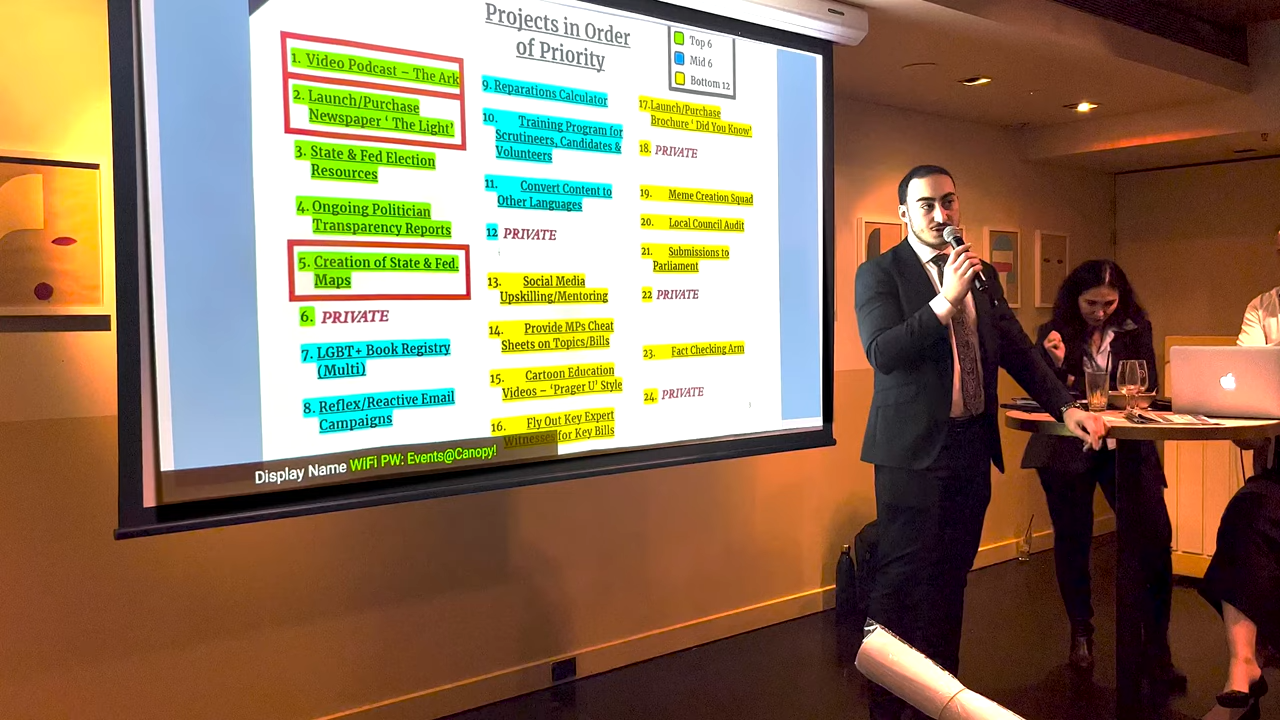 Projects in Order
of Priority
Top 6
Mid 6
Bottom 12
1. Video Podcast – The Ark
2. Launch/Purchase
Newspaper ‘ The Light’
3. State & Fed Election
Resources
4. Ongoing Politician
Transparency Reports
5. Creation of State & Fed.
Maps
6. PRIVATE
7. LGBT+ Book Registry
(Multi)
8. Reflex/Reactive Email
Campaigns
9. Reparations Calculator
10. Training Program for
Scrutineers, Candidates &
Volunteers
11. Convert Content to
Other Languages
12 PRIVATE
13. Social Media
Upskilling/Mentoring
14. Provide MPs Cheat
Sheets on Topics/Bills
15. Cartoon Education
Videos – ‘Prager U’ Style
16. Fly Out Key Expert
Witnesses for Key Bills
17. Launch/Purchase
Brochure ‘ Did You Know!
18. PRIVATE
19. Meme Creation Squad
20. Local Council Audit
21. Submissions to
Parliament
22 PRIVATE
23. Fact Checking Arm
24. PRIVATE
Display Name WiFi PW: Events@Canopy!